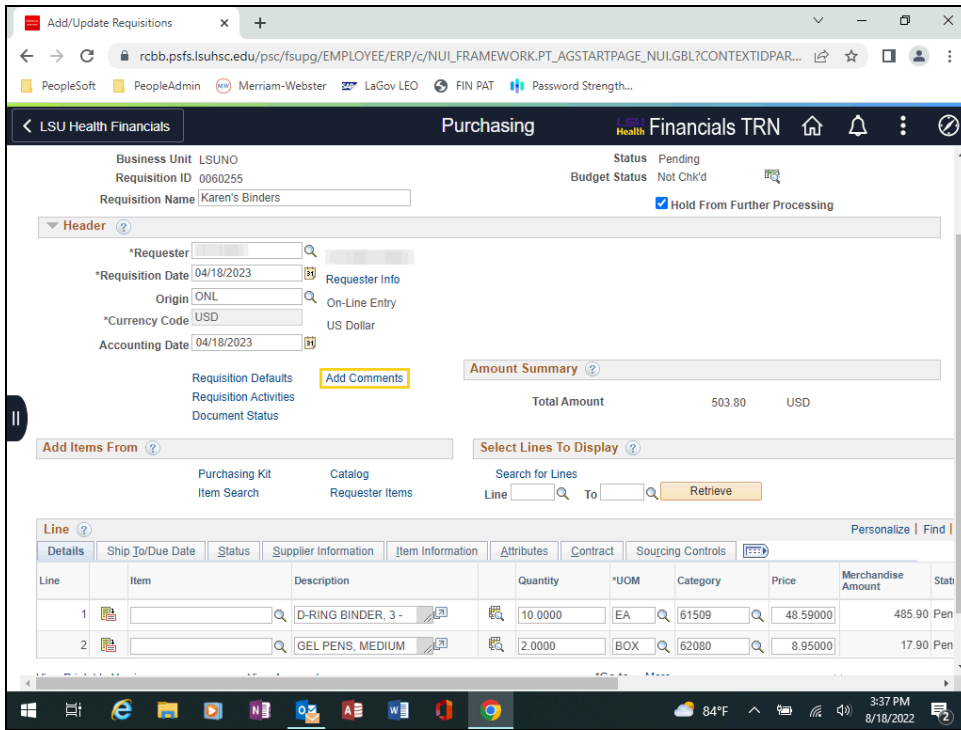 Add/Update Requisitions
rcbb.psfs.lsuhsc.edu/psc/fsupg/EMPLOYEE/ERP/c/NUI_FRAMEWORK.PT_AGSTARTPAGE_NUI.GBL?CONTEXTIDPAR...
PeopleSoft PeopleAdmin Merriam-Webster LaGov LEO FIN PAT Password Strength...
LSU Health Financials Purchasing LSU Health Financials TRN
Business Unit LSUNO Status Pending
Requisition ID 0060255 Budget Status Not Chk'd
Requisition Name Karen's Binders Hold From Further Processing
Header
*Requester
*Requisition Date 04/18/2023 Requester Info
Origin ONL On-Line Entry
*Currency Code USD US Dollar
Accounting Date 04/18/2023
Requisition Defaults Add Comments Amount Summary
Requisition Activities Total Amount 503.80 USD
Document Status
Add Items From Select Lines To Display
Purchasing Kit Catalog Search for Lines
Item Search Requester Items Line To Retrieve
Line Personalize | Find |
Details Ship To/Due Date Status Supplier Information Item Information Attributes Contract Sourcing Controls
Line Item Description Quantity *UOM Category Price Merchandise Amount
1 D-RING BINDER, 3 - 10.0000 EA 61509 48.59000 485.90 Pen
2 GEL PENS, MEDIUM 2.0000 BOX 62080 8.95000 17.90 Pen
84°F 3:37 PM
8/18/2022